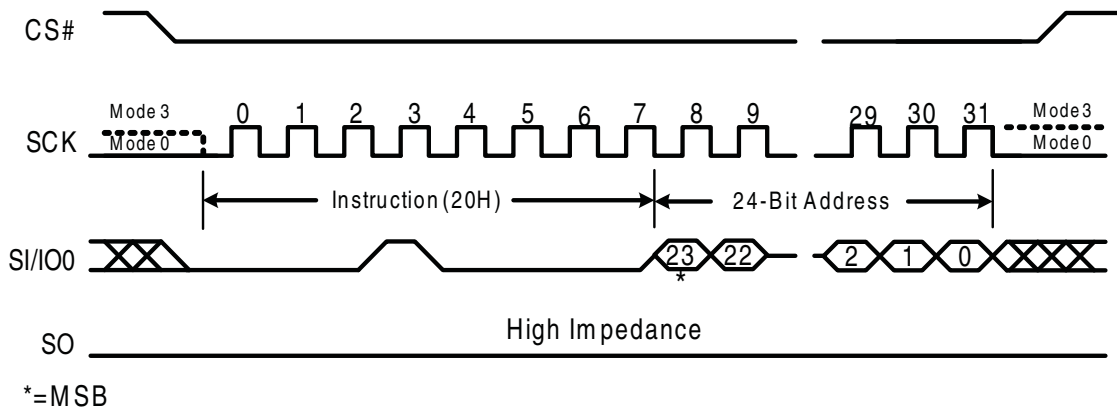 CS#
Mode 3
0 1 2 3 4 5 6 7 8 9 29 30 31
Mode 3
SCK
Mode 0
Mode 0
Instruction (20H)
24-Bit Address
SI/IO0
23 22 2 1 0
*
High Impedance
SO
*=MSB